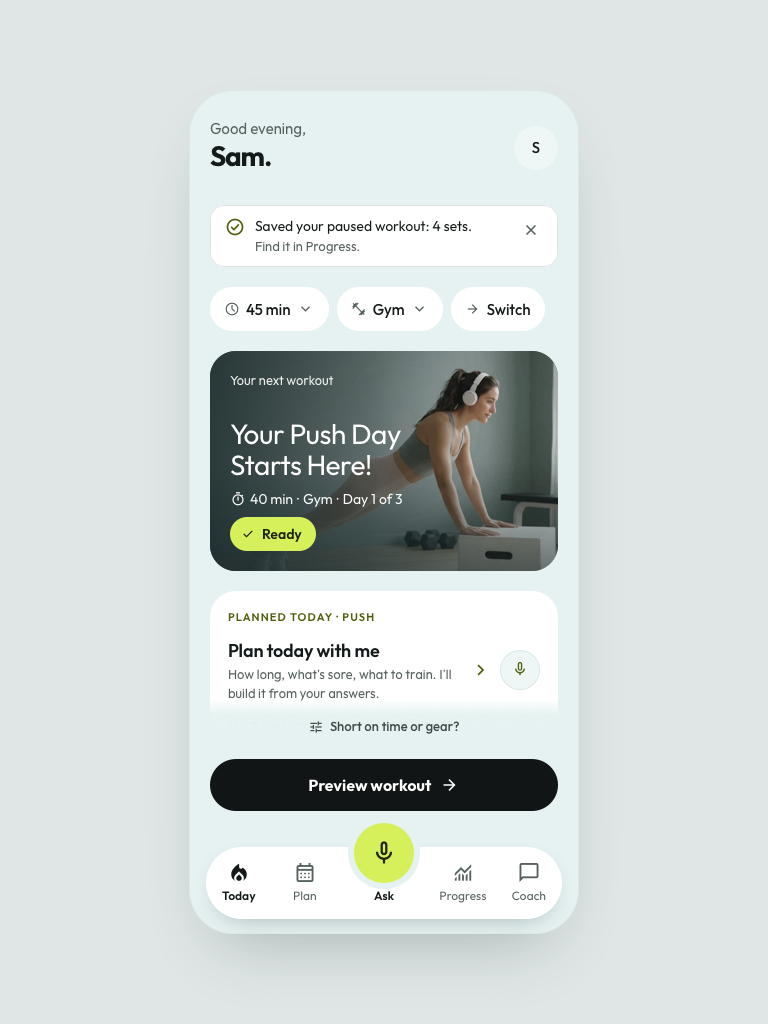 Good evening,
Sam.
S
Saved your paused workout: 4 sets.
Find it in Progress.
45 min
Gym
Switch
Your next workout
Your Push Day
Starts Here!
40 min · Gym · Day 1 of 3
Ready
PLANNED TODAY · PUSH
Plan today with me
How long, what's sore, what to train. I'll
build it from your answers.
Short on time or gear?
Preview workout
Today
Plan
Ask
Progress
Coach